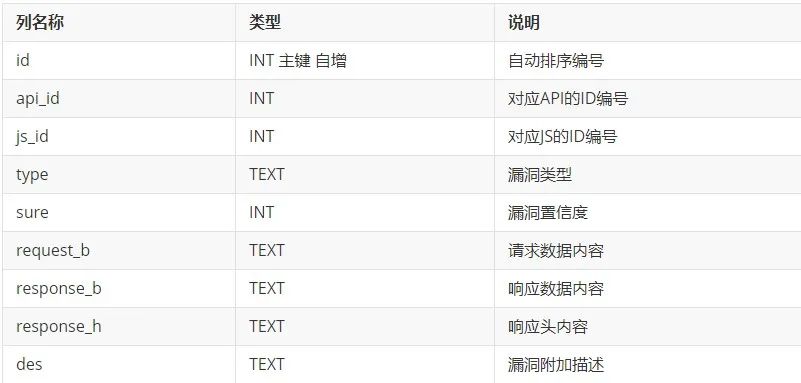 列名称 类型 说明
id INT 主键 自增 自动排序编号
api_id INT 对应API的ID编号
js_id INT 对应JS的ID编号
type TEXT 漏洞类型
sure INT 漏洞置信度
request_b TEXT 请求数据内容
response_b TEXT 响应数据内容
response_h TEXT 响应头内容
des TEXT 漏洞附加描述